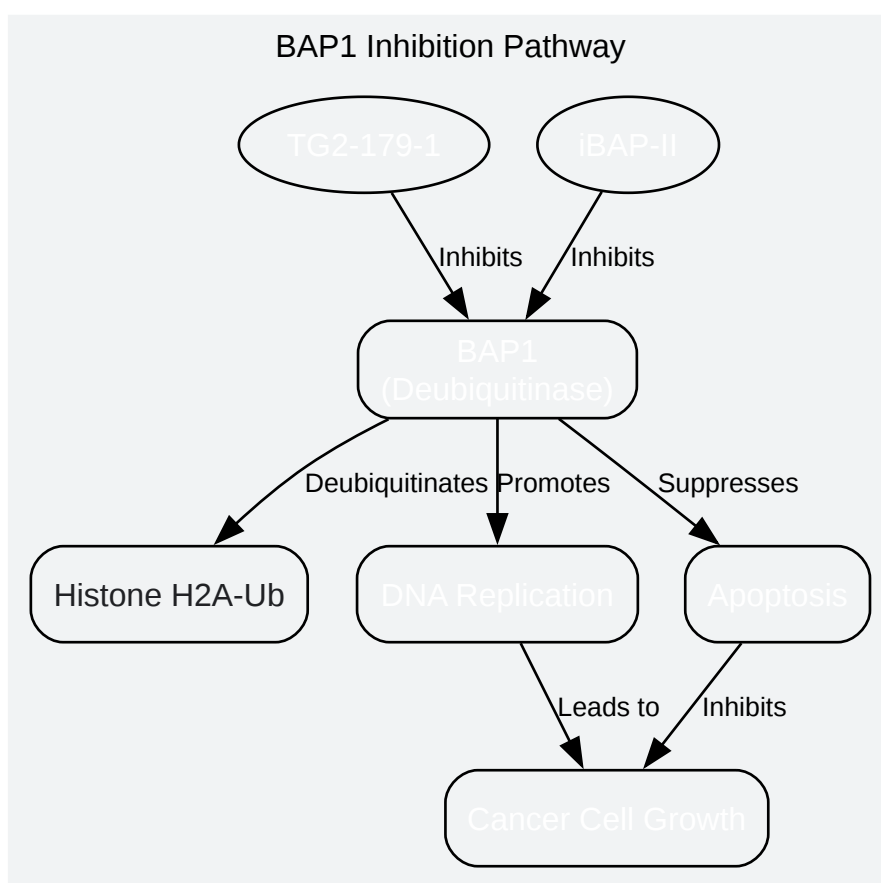 BAP1 Inhibition Pathway
TG2-179-1
iBAP-II
Inhibits
Inhibits
BAP1
(Deubiquitinase)
Deubiquitinates
Promotes
Suppresses
Histone H2A-Ub
DNA Replication
Apoptosis
Leads to
Inhibits
Cancer Cell Growth